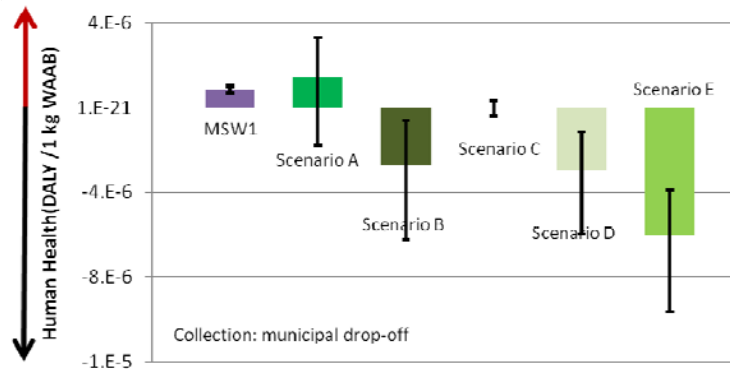 Human Health(DALY /1 kg WAAB)
4.E-6
1.E-21
-4.E-6
-8.E-6
-1.E-5
MSW1
Scenario A
Scenario B
Scenario C
Scenario D
Scenario E
Collection: municipal drop-off